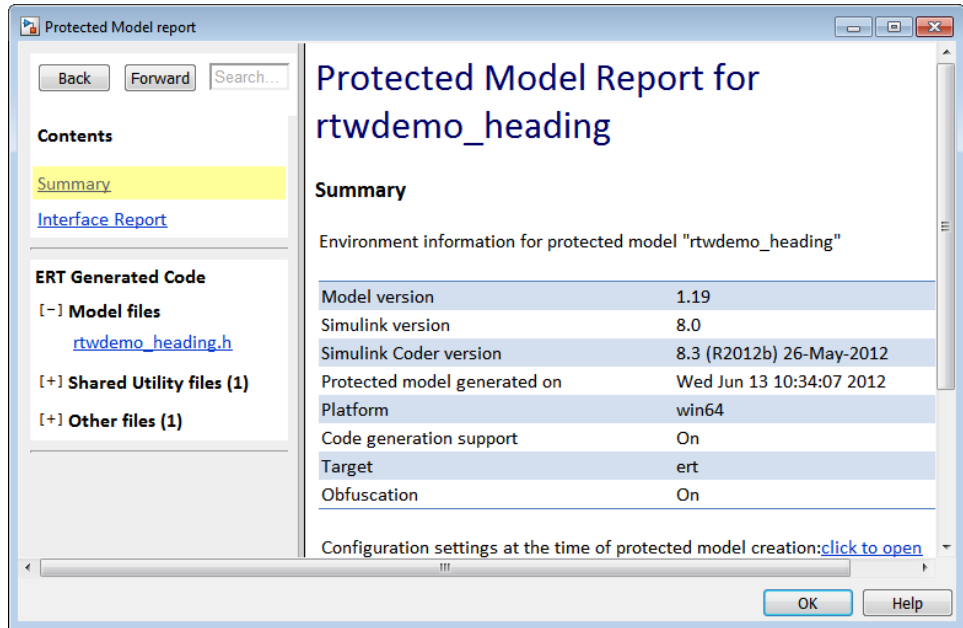 Protected Model report
Back Forward Search...
Contents
Summary
Interface Report
ERT Generated Code
[-] Model files
rtwdemo_heading.h
[+] Shared Utility files (1)
[+] Other files (1)
Protected Model Report for
rtwdemo_heading
Summary
Environment information for protected model "rtwdemo_heading"
Model version 1.19
Simulink version 8.0
Simulink Coder version 8.3 (R2012b) 26-May-2012
Protected model generated on Wed Jun 13 10:34:07 2012
Platform win64
Code generation support On
Target ert
Obfuscation On
Configuration settings at the time of protected model creation:click to open
OK Help